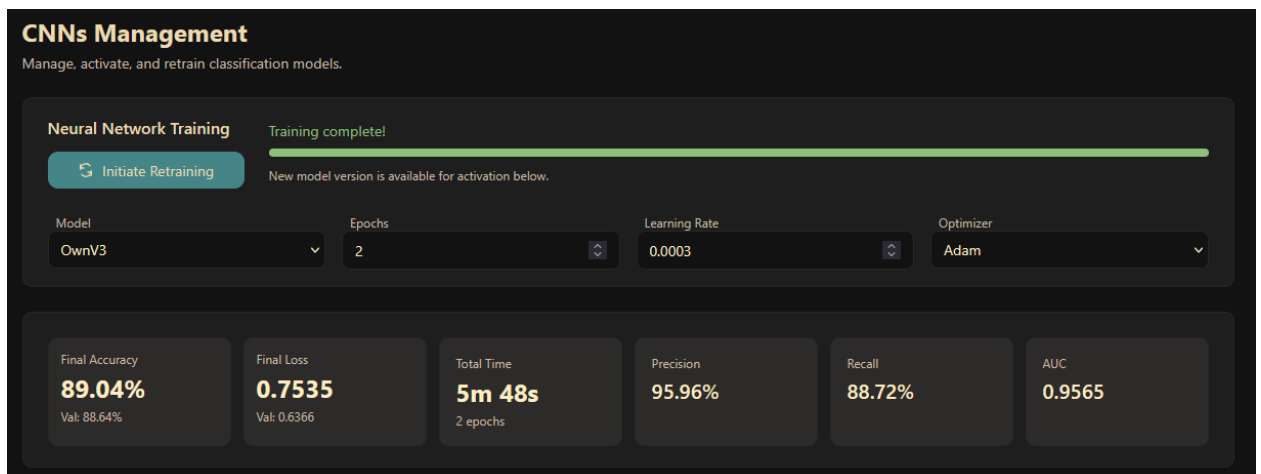 CNNs Management
Manage, activate, and retrain classification models.
Neural Network Training
Training complete!
Initiate Retraining
New model version is available for activation below.
Model
Epochs
Learning Rate
Optimizer
OwnV3
2
0.0003
Adam
Final Accuracy
89.04%
Val: 88.64%
Final Loss
0.7535
Val: 0.6366
Total Time
5m 48s
2 epochs
Precision
95.96%
Recall
88.72%
AUC
0.9565